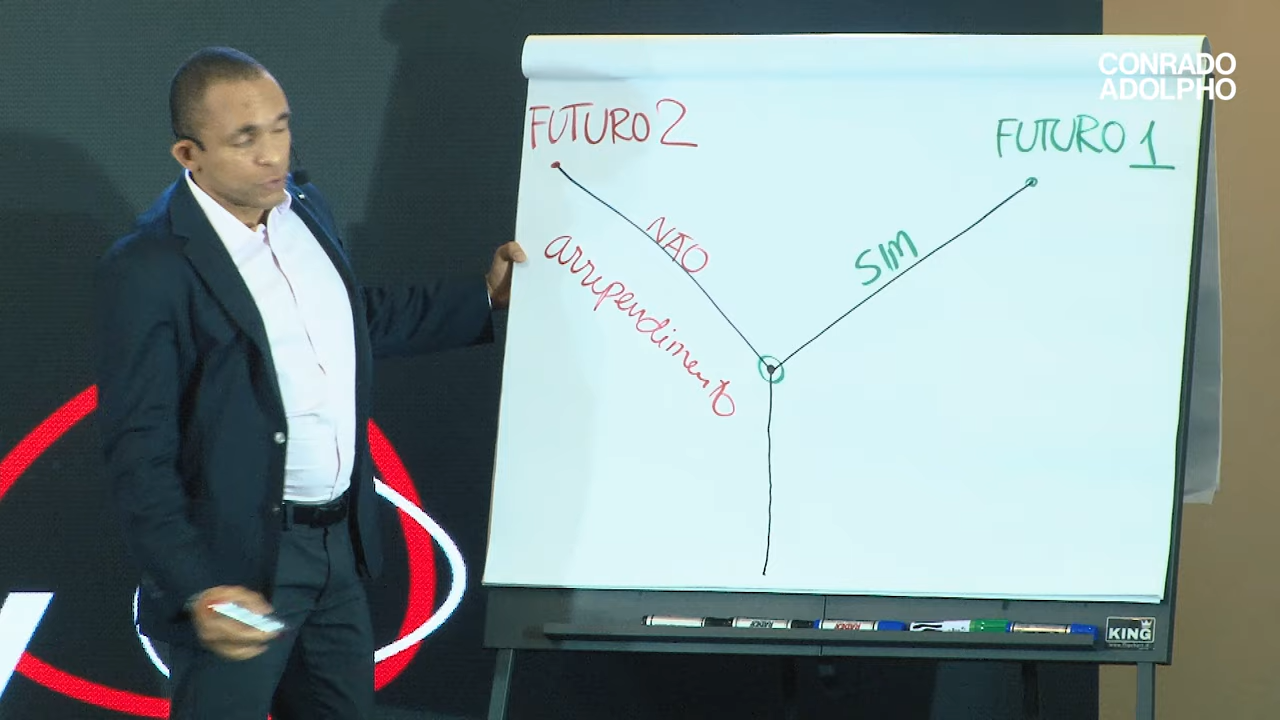 CONRADO
ADOLPHO
FUTURO 2
FUTURO 1
NÃO
SIM
arrependimento
KING